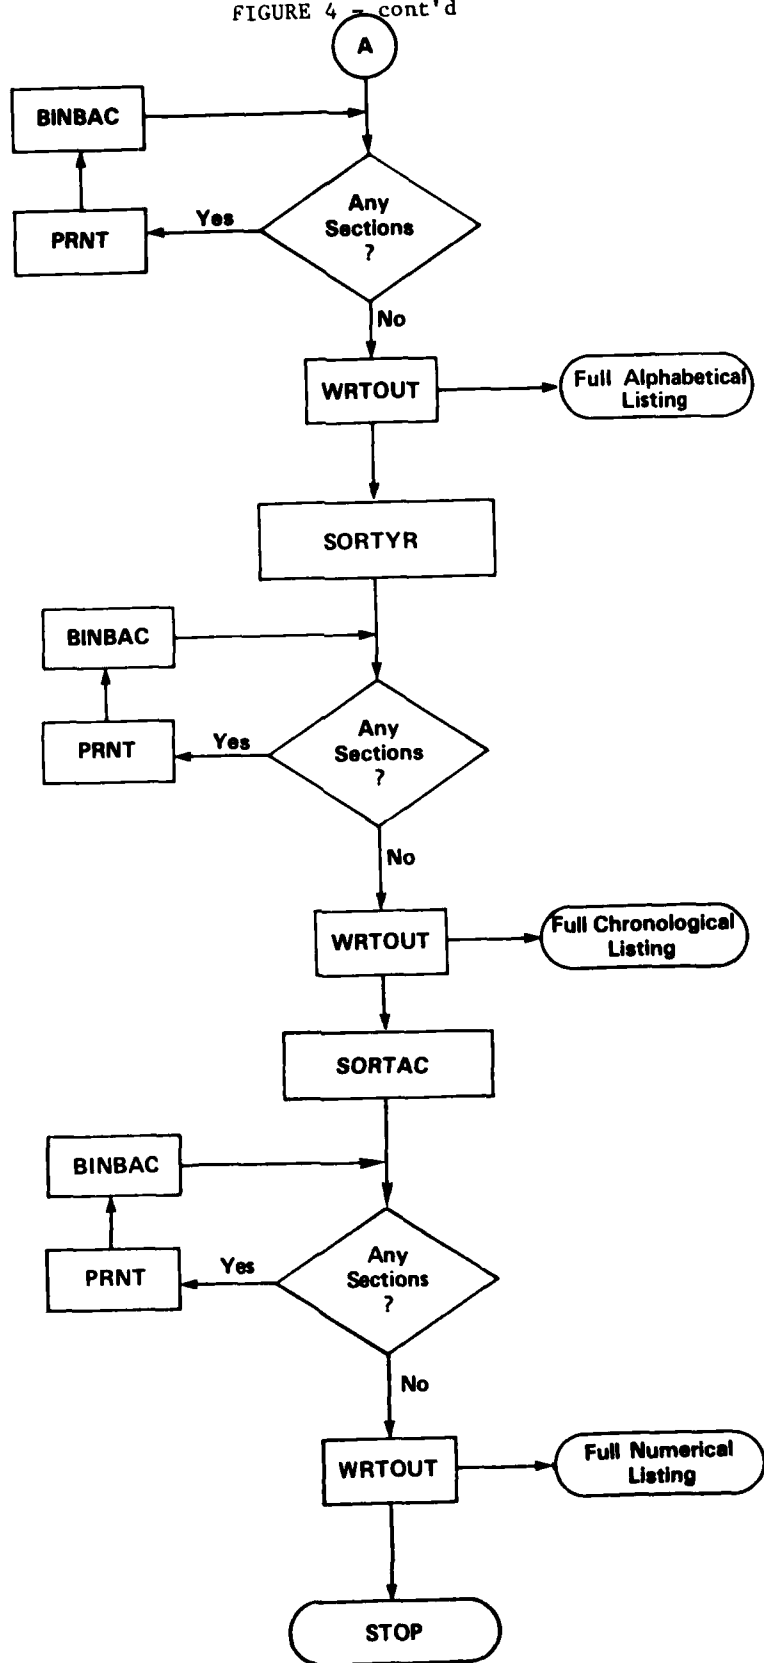 FIGURE 4 - cont'd
A
BINBAC
PRNT
Yes
Any
Sections
?
No
WRTOUT
Full Alphabetical
Listing
SORTYR
BINBAC
PRNT
Yes
Any
Sections
?
No
WRTOUT
Full Chronological
Listing
SORTAC
BINBAC
PRNT
Yes
Any
Sections
?
No
WRTOUT
Full Numerical
Listing
STOP